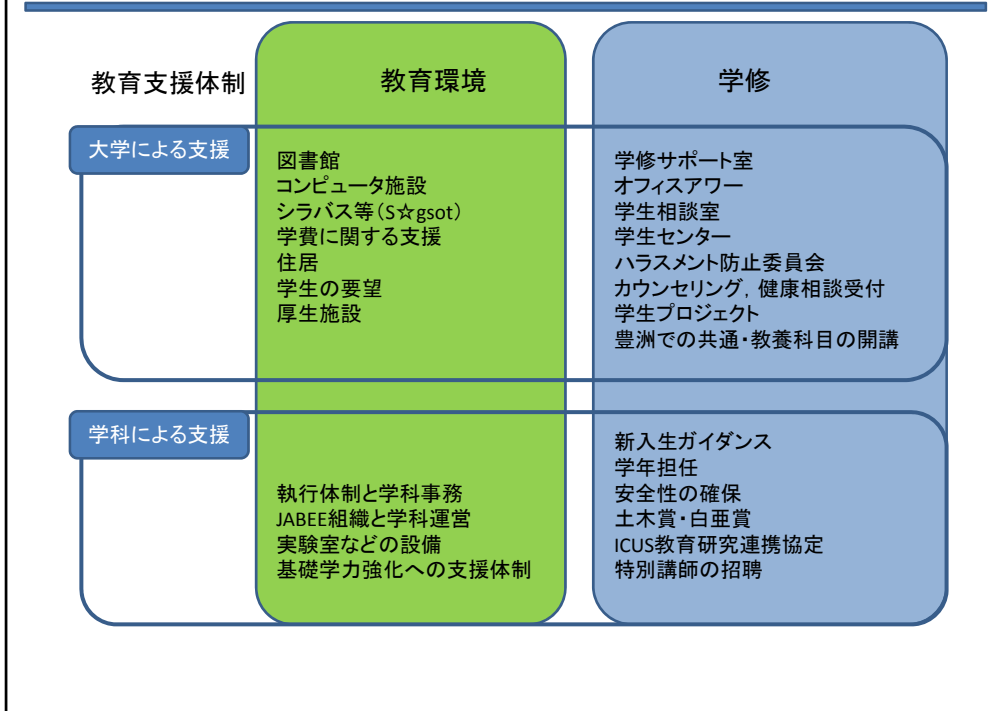 教育支援体制
教育環境
学修
大学による支援
図書館
コンピュータ施設
シラバス等（S☆gsot）
学費に関する支援
住居
学生の要望
厚生施設
学修サポート室
オフィスアワー
学生相談室
学生センター
ハラスメント防止委員会
カウンセリング，健康相談受付
学生プロジェクト
豊洲での共通・教養科目の開講
学科による支援
執行体制と学科事務
JABEE組織と学科運営
実験室などの設備
基礎学力強化への支援体制
新入生ガイダンス
学年担任
安全性の確保
土木賞・白亜賞
ICUS教育研究連携協定
特別講師の招聘